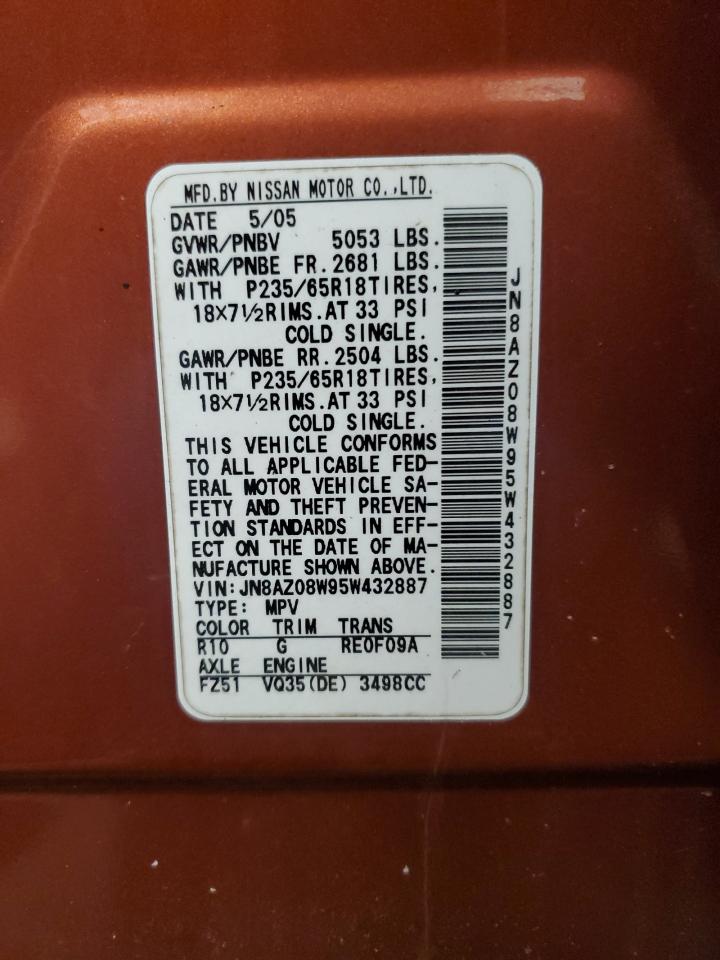 MFD.BY NISSAN MOTOR CO.,LTD.
DATE 5/05
GVWR/PNBV 5053 LBS.
GAWR/PNBE FR.2681 LBS.
WITH P235/65R18TIRES,
18X7½RIMS.AT 33 PSI
COLD SINGLE.
GAWR/PNBE RR.2504 LBS.
WITH P235/65R18TIRES,
18X7½RIMS.AT 33 PSI
COLD SINGLE.
THIS VEHICLE CONFORMS
TO ALL APPLICABLE FED-
ERAL MOTOR VEHICLE SA-
FETY AND THEFT PREVEN-
TION STANDARDS IN EFF-
ECT ON THE DATE OF MA-
NUFACTURE SHOWN ABOVE.
VIN:JN8AZ08W95W432887
TYPE: MPV
COLOR TRIM TRANS
R10 G RE0F09A
AXLE ENGINE
FZ51 VQ35(DE) 3498CC
JN8AZ08W95W432887